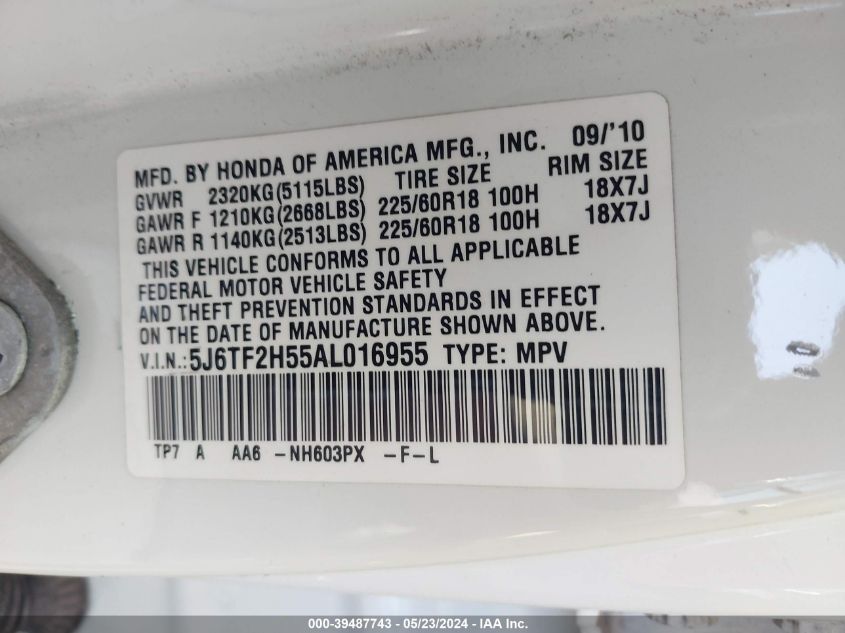 MFD. BY HONDA OF AMERICA MFG., INC. 09/'10
GVWR 2320KG(5115LBS) TIRE SIZE RIM SIZE
GAWR F 1210KG(2668LBS) 225/60R18 100H 18X7J
GAWR R 1140KG(2513LBS) 225/60R18 100H 18X7J
THIS VEHICLE CONFORMS TO ALL APPLICABLE
FEDERAL MOTOR VEHICLE SAFETY
AND THEFT PREVENTION STANDARDS IN EFFECT
ON THE DATE OF MANUFACTURE SHOWN ABOVE.
V.I.N.:5J6TF2H55AL016955 TYPE: MPV
TP7 A AA6 -NH603PX -F-L
000-39487743 - 05/23/2024 - IAA Inc.